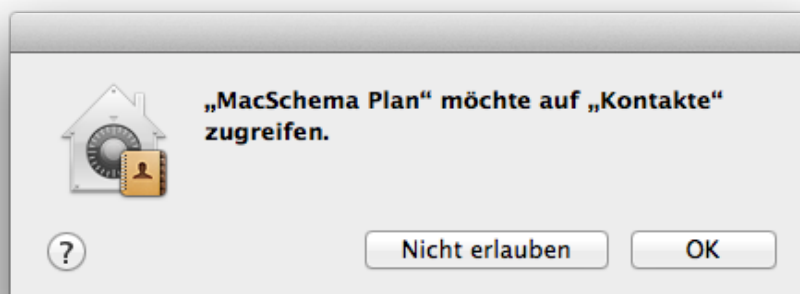 „MacSchema Plan“ möchte auf „Kontakte“
zugreifen.
?
Nicht erlauben
OK